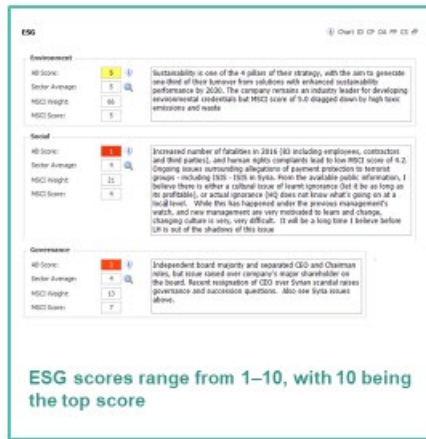 ESG
Chart ID CP DA PP CS
Environment
AB Score: 5
Sector Average: 5
MSCI Weight: 66
MSCI Score: 5
Sustainability is one of the 4 pillars of their strategy, with the aim to generate
one-third of their turnover from solutions with enhanced sustainability
performance by 2030. The company remains an industry leader for developing
environmental credentials but MSCI score of 5.0 dragged down by high toxic
emissions and waste
Social
AB Score: 1
Sector Average: 4
MSCI Weight: 21
MSCI Score: 4
Increased number of fatalities in 2016 (83 including employees, contractors
and third parties), and human rights complaints lead to low MSCI score of 4.2.
Ongoing issues surrounding allegations of payment protection to terrorist
groups - including ISIS - ISIS in Syria. From the available public information, I
believe there is either a cultural issue of learnt ignorance (let it be as long as
its profitable), or actual ignorance (HQ does not know what's going on at a
local level. While this has happened under the previous management's
watch, and new management are very motivated to learn and change,
changing culture is very, very difficult. It will be a long time I believe before
LH is out of the shadows of this issue
Governance
AB Score:
Sector Average: 4
MSCI Weight: 13
MSCI Score: 7
Independent board majority and separated CEO and Chairman
roles, but issue raised over company's major shareholder on
the board. Recent resignation of CEO over Syrian scandal raises
governance and succession questions. Also see Syria issues
above.
ESG scores range from 1–10, with 10 being
the top score